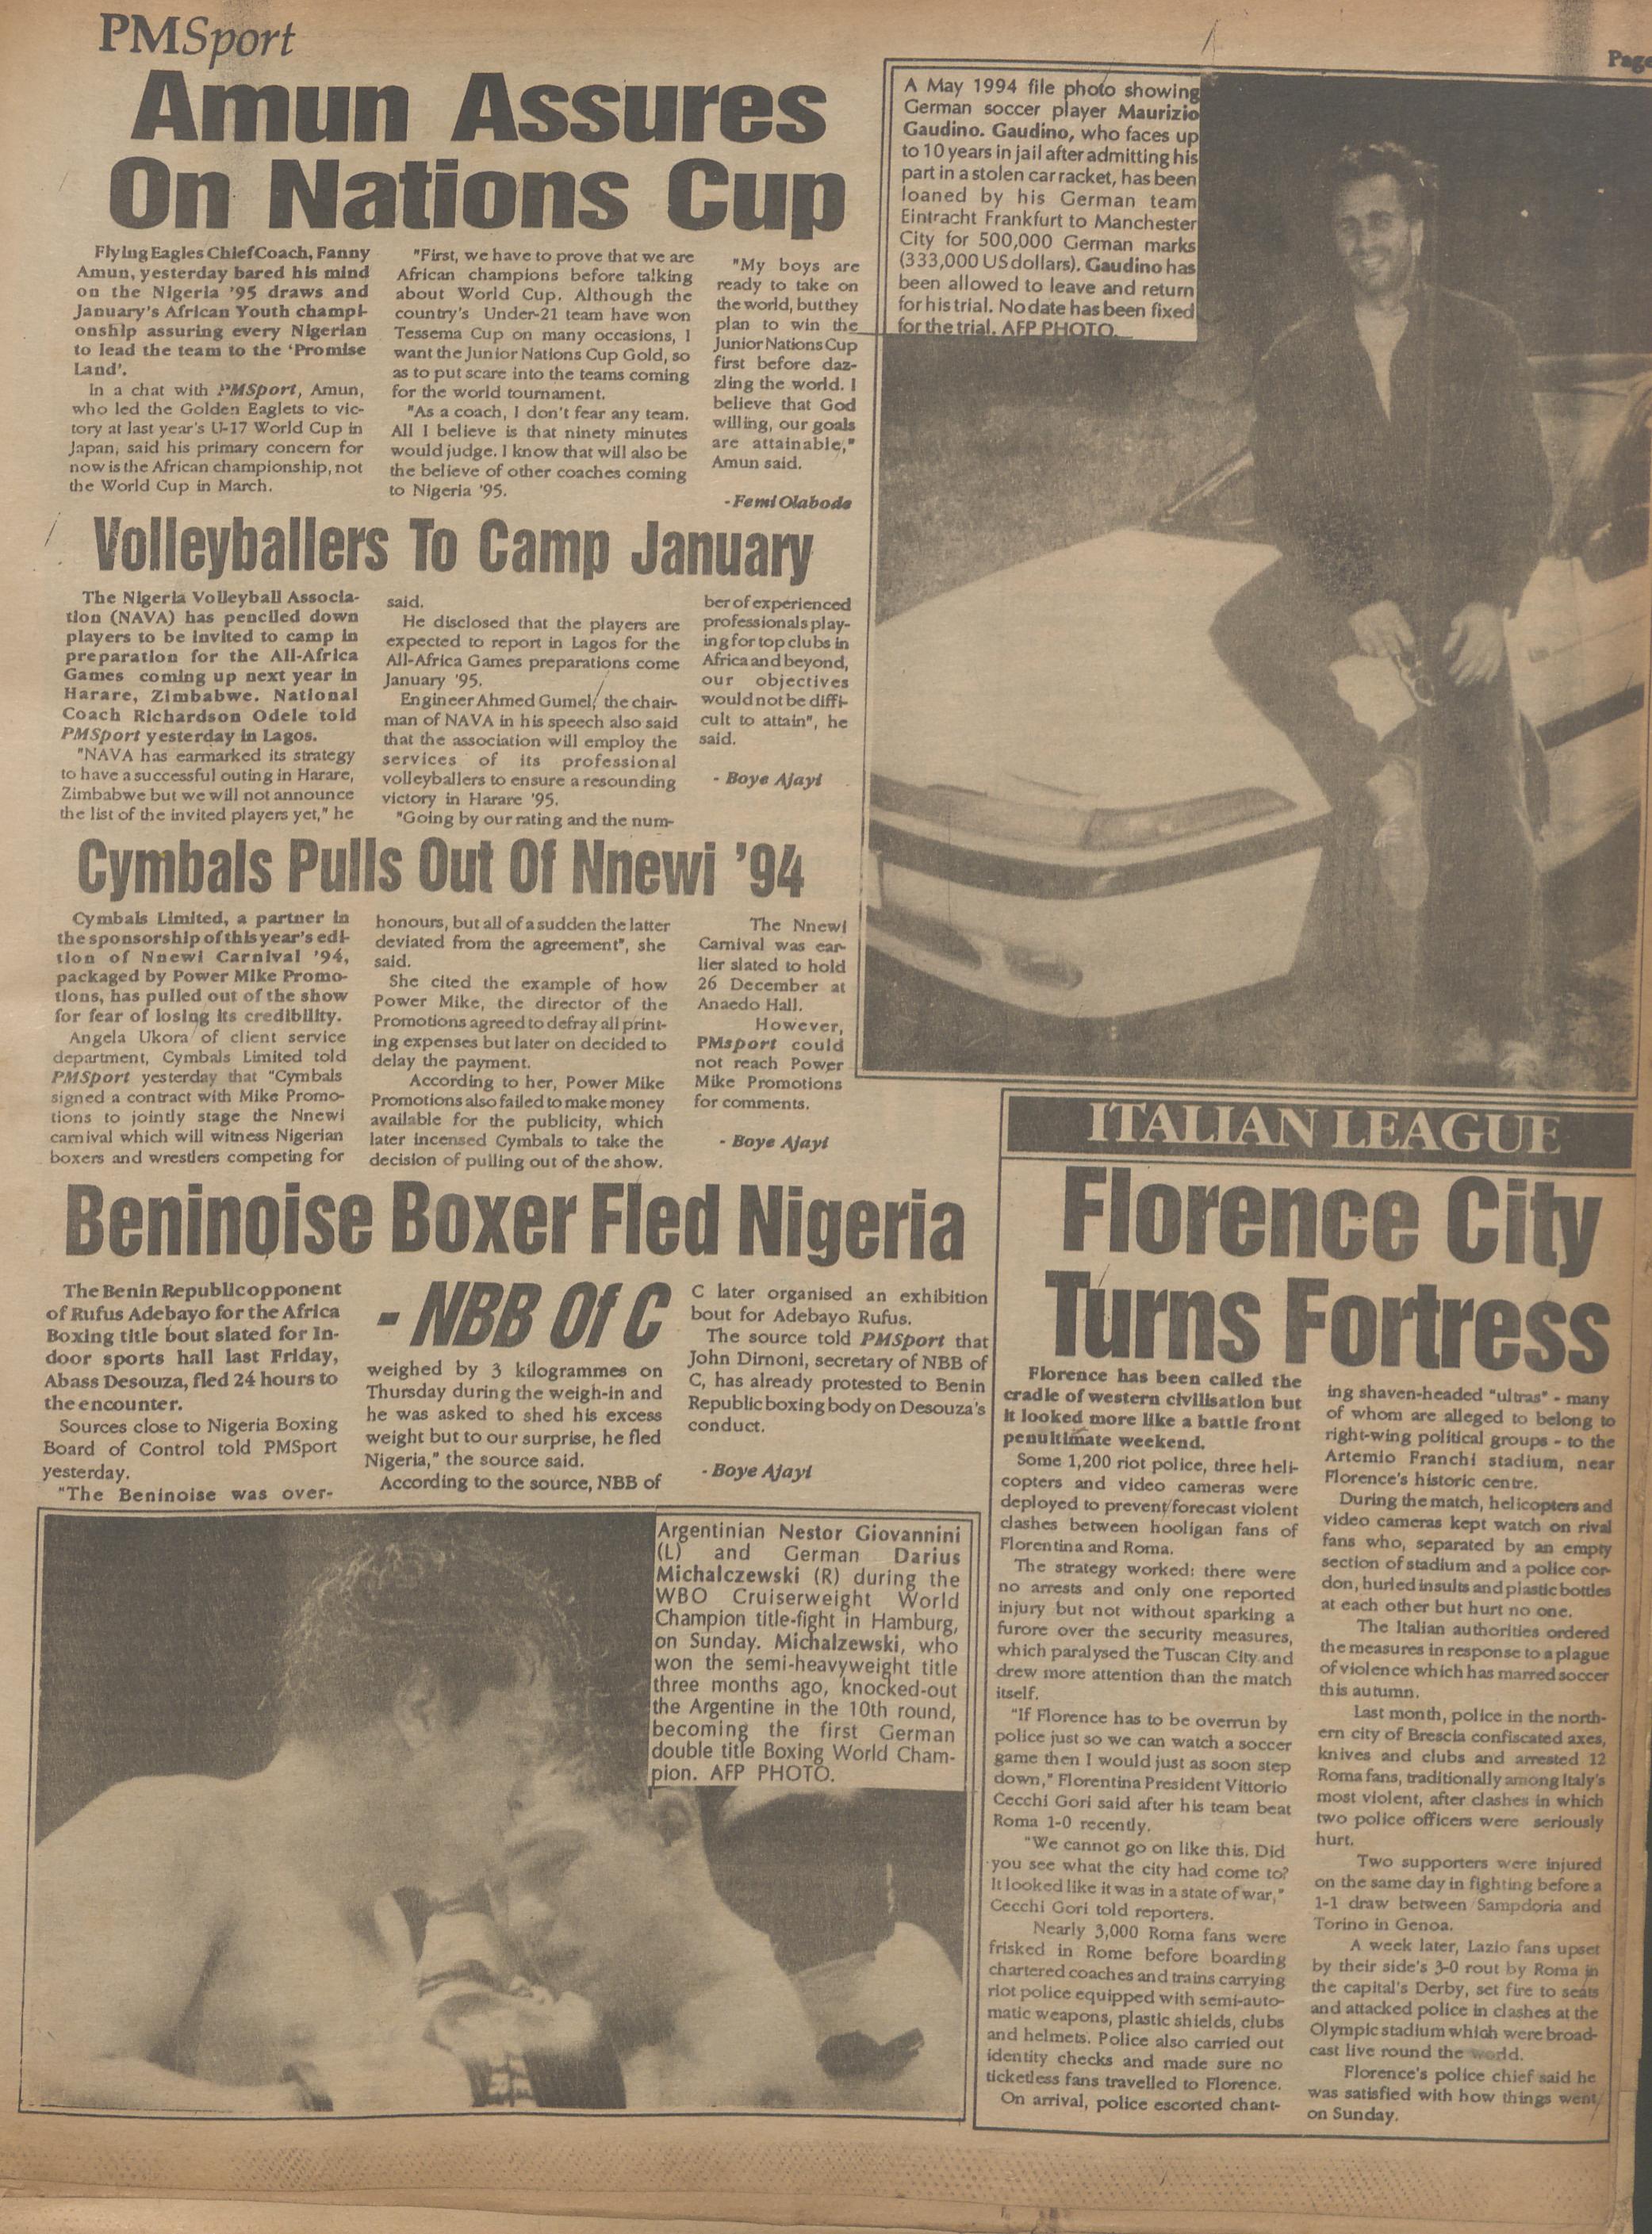 PMSport
Page
Amun Assures
On Nations Cup
Flying Eagles Chief Coach, Fanny
Amun, yesterday bared his mind
on the Nigeria '95 draws and
January's African Youth champi-
onship assuring every Nigerian
to lead the team to the 'Promise
Land'.
In a chat with PMSport, Amun,
who led the Golden Eaglets to vic-
tory at last year's U-17 World Cup in
Japan, said his primary concern for
now is the African championship, not
the World Cup in March.
"First, we have to prove that we are
African champions before talking
about World Cup. Although the
country's Under-21 team have won
Tessema Cup on many occasions, I
want the Junior Nations Cup Gold, so
as to put scare into the teams coming
for the world tournament.
"As a coach, I don't fear any team.
All I believe is that ninety minutes
would judge. I know that will also be
the believe of other coaches coming
to Nigeria '95.
"My boys are
ready to take on
the world, but they
plan to win the
Junior Nations Cup
first before daz-
zling the world. I
believe that God
willing, our goals
are attainable,"
Amun said.
- Femi Olabode
A May 1994 file photo showing
German soccer player Maurizio
Gaudino. Gaudino, who faces up
to 10 years in jail after admitting his
part in a stolen car racket, has been
loaned by his German team
Eintracht Frankfurt to Manchester
City for 500,000 German marks
(333,000 US dollars). Gaudino has
been allowed to leave and return
for his trial. No date has been fixed
for the trial. AFP PHOTO.
Volleyballers To Camp January
The Nigeria Volleyball Associa-
tion (NAVA) has penciled down
players to be invited to camp in
preparation for the All-Africa
Games coming up next year in
Harare, Zimbabwe. National
Coach Richardson Odele told
PMSport yesterday in Lagos.
"NAVA has earmarked its strategy
to have a successful outing in Harare,
Zimbabwe but we will not announce
the list of the invited players yet," he
said.
He disclosed that the players are
expected to report in Lagos for the
All-Africa Games preparations come
January '95.
Engineer Ahmed Gumel, the chair-
man of NAVA in his speech also said
that the association will employ the
services of its professional
volleyballers to ensure a resounding
victory in Harare '95.
"Going by our rating and the num-
ber of experienced
professionals play-
ing for top clubs in
Africa and beyond,
our objectives
would not be diffi-
cult to attain", he
said.
- Boye Ajayi
Cymbals Pulls Out Of Nnewi '94
Cymbals Limited, a partner in
the sponsorship of this year's edi-
tion of Nnewi Carnival '94,
packaged by Power Mike Promo-
tions, has pulled out of the show
for fear of losing its credibility.
Angela Ukora of client service
department, Cymbals Limited told
PMSport yesterday that "Cymbals
signed a contract with Mike Promo-
tions to jointly stage the Nnewi
carnival which will witness Nigerian
boxers and wrestlers competing for
honours, but all of a sudden the latter
deviated from the agreement", she
said.
She cited the example of how
Power Mike, the director of the
Promotions agreed to defray all print-
ing expenses but later on decided to
delay the payment.
According to her, Power Mike
Promotions also failed to make money
available for the publicity, which
later incensed Cymbals to take the
decision of pulling out of the show.
The Nnewi
Carnival was ear-
lier slated to hold
26 December at
Anaedo Hall.
However,
PMsport could
not reach Power
Mike Promotions
for comments.
- Boye Ajayi
Beninoise Boxer Fled Nigeria
- NBB Of C
The Benin Republic opponent
of Rufus Adebayo for the Africa
Boxing title bout slated for In-
door sports hall last Friday,
Abass Desouza, fled 24 hours to
the encounter.
Sources close to Nigeria Boxing
Board of Control told PMSport
yesterday.
"The Beninoise was over-
weighed by 3 kilogrammes on
Thursday during the weigh-in and
he was asked to shed his excess
weight but to our surprise, he fled
Nigeria," the source said.
According to the source, NBB of
C later organised an exhibition
bout for Adebayo Rufus.
The source told PMSport that
John Dimoni, secretary of NBB of
C, has already protested to Benin
Republic boxing body on Desouza's
conduct.
- Boye Ajayi
Argentinian Nestor Giovannini
(L) and German Darius
Michalczewski (R) during the
WBO Cruiserweight World
Champion title-fight in Hamburg,
on Sunday. Michalzewski, who
won the semi-heavyweight title
three months ago, knocked-out
the Argentine in the 10th round,
becoming the first German
double title Boxing World Cham-
pion. AFP PHOTO.
ITALIAN LEAGUE
Florence City
Turns Fortress
Florence has been called the
cradle of western civilisation but
it looked more like a battle front
penultimate weekend.
Some 1,200 riot police, three heli-
copters and video cameras were
deployed to prevent forecast violent
clashes between hooligan fans of
Florentina and Roma.
The strategy worked: there were
no arrests and only one reported
injury but not without sparking a
furore over the security measures,
which paralysed the Tuscan City and
drew more attention than the match
itself.
"If Florence has to be overrun by
police just so we can watch a soccer
game then I would just as soon step
down," Florentina President Vittorio
Cecchi Gori said after his team beat
Roma 1-0 recently.
"We cannot go on like this. Did
you see what the city had come to?
It looked like it was in a state of war,"
Cecchi Gori told reporters.
Nearly 3,000 Roma fans were
frisked in Rome before boarding
chartered coaches and trains carrying
riot police equipped with semi-auto-
matic weapons, plastic shields, clubs
and helmets. Police also carried out
identity checks and made sure no
ticketless fans travelled to Florence.
On arrival, police escorted chant-
ing shaven-headed "ultras" - many
of whom are alleged to belong to
right-wing political groups - to the
Artemio Franchi stadium, near
Florence's historic centre.
During the match, helicopters and
video cameras kept watch on rival
fans who, separated by an empty
section of stadium and a police cor-
don, hurled insults and plastic bottles
at each other but hurt no one.
The Italian authorities ordered
the measures in response to a plague
of violence which has marred soccer
this autumn.
Last month, police in the north-
ern city of Brescia confiscated axes,
knives and clubs and arrested 12
Roma fans, traditionally among Italy's
most violent, after clashes in which
two police officers were seriously
hurt.
Two supporters were injured
on the same day in fighting before a
1-1 draw between Sampdoria and
Torino in Genoa.
A week later, Lazio fans upset
by their side's 3-0 rout by Roma in
the capital's Derby, set fire to seats
and attacked police in clashes at the
Olympic stadium which were broad-
cast live round the world.
Florence's police chief said he
was satisfied with how things went
on Sunday.